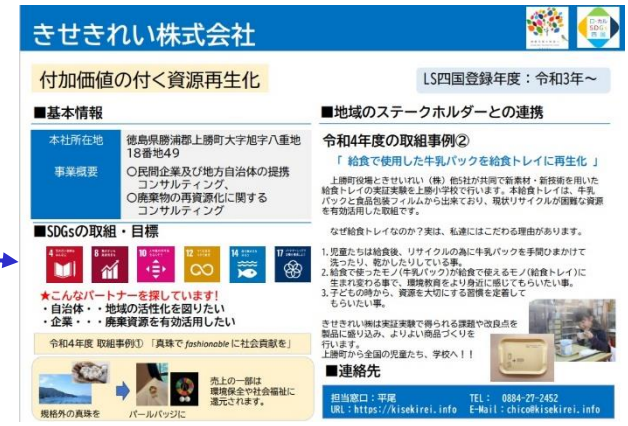 きせきれい株式会社
付加価値の付く資源再生化
LS四国登録年度：令和3年～
■基本情報
本社所在地
徳島県勝浦郡上勝町大字旭字八重地
18番地49
事業概要
○民間企業及び地方自治体の提携
コンサルティング、
○廃棄物の再資源化に関する
コンサルティング
■SDGsの取組・目標
4
8
10
12
14
17
★こんなパートナーを探しています!
・自治体・・地域の活性化を図りたい
・企業・・・廃棄資源を有効活用したい
令和4年度 取組事例① 「真珠で fashionable に社会貢献を」
規格外の真珠を
パールバッジに
売上の一部は
環境保全や社会福祉に
還元されます。
■地域のステークホルダーとの連携
令和4年度の取組事例②
「 給食で使用した牛乳パックを給食トレイに再生化 」
上勝町役場ときせいれい（株）他5社が共同で新素材・新技術を用いた
給食トレイの実証実験を上勝小学校で行います。本給食トレイは、牛乳
パックと食品包装フィルムから出来ており、現状リサイクルが困難な資源
を有効活用した取組です。
なぜ給食トレイなのか？実は、私達にはこだわる理由があります。
1.児童たちは給食後、リサイクルの為に牛乳パックを手間ひまかけて
洗ったり、乾かしたりしている事。
2.給食で使ったモノ(牛乳パック)が給食で使えるモノ(給食トレイ)に
生まれ変わる事で、環境教育をより身近に感じてもらいたい事。
3.子どもの時から、資源を大切にする習慣を定着して
もらいたい事。
きせきれい㈱は実証実験で得られる課題や改良点を
製品に盛り込み、よりよい商品づくりを
行います。
上勝町から全国の児童たち、学校へ！！
■連絡先
担当窓口：平尾
TEL： 0884-27-2452
URL：https://kisekirei.info
E-Mail：chico@kisekirei.info